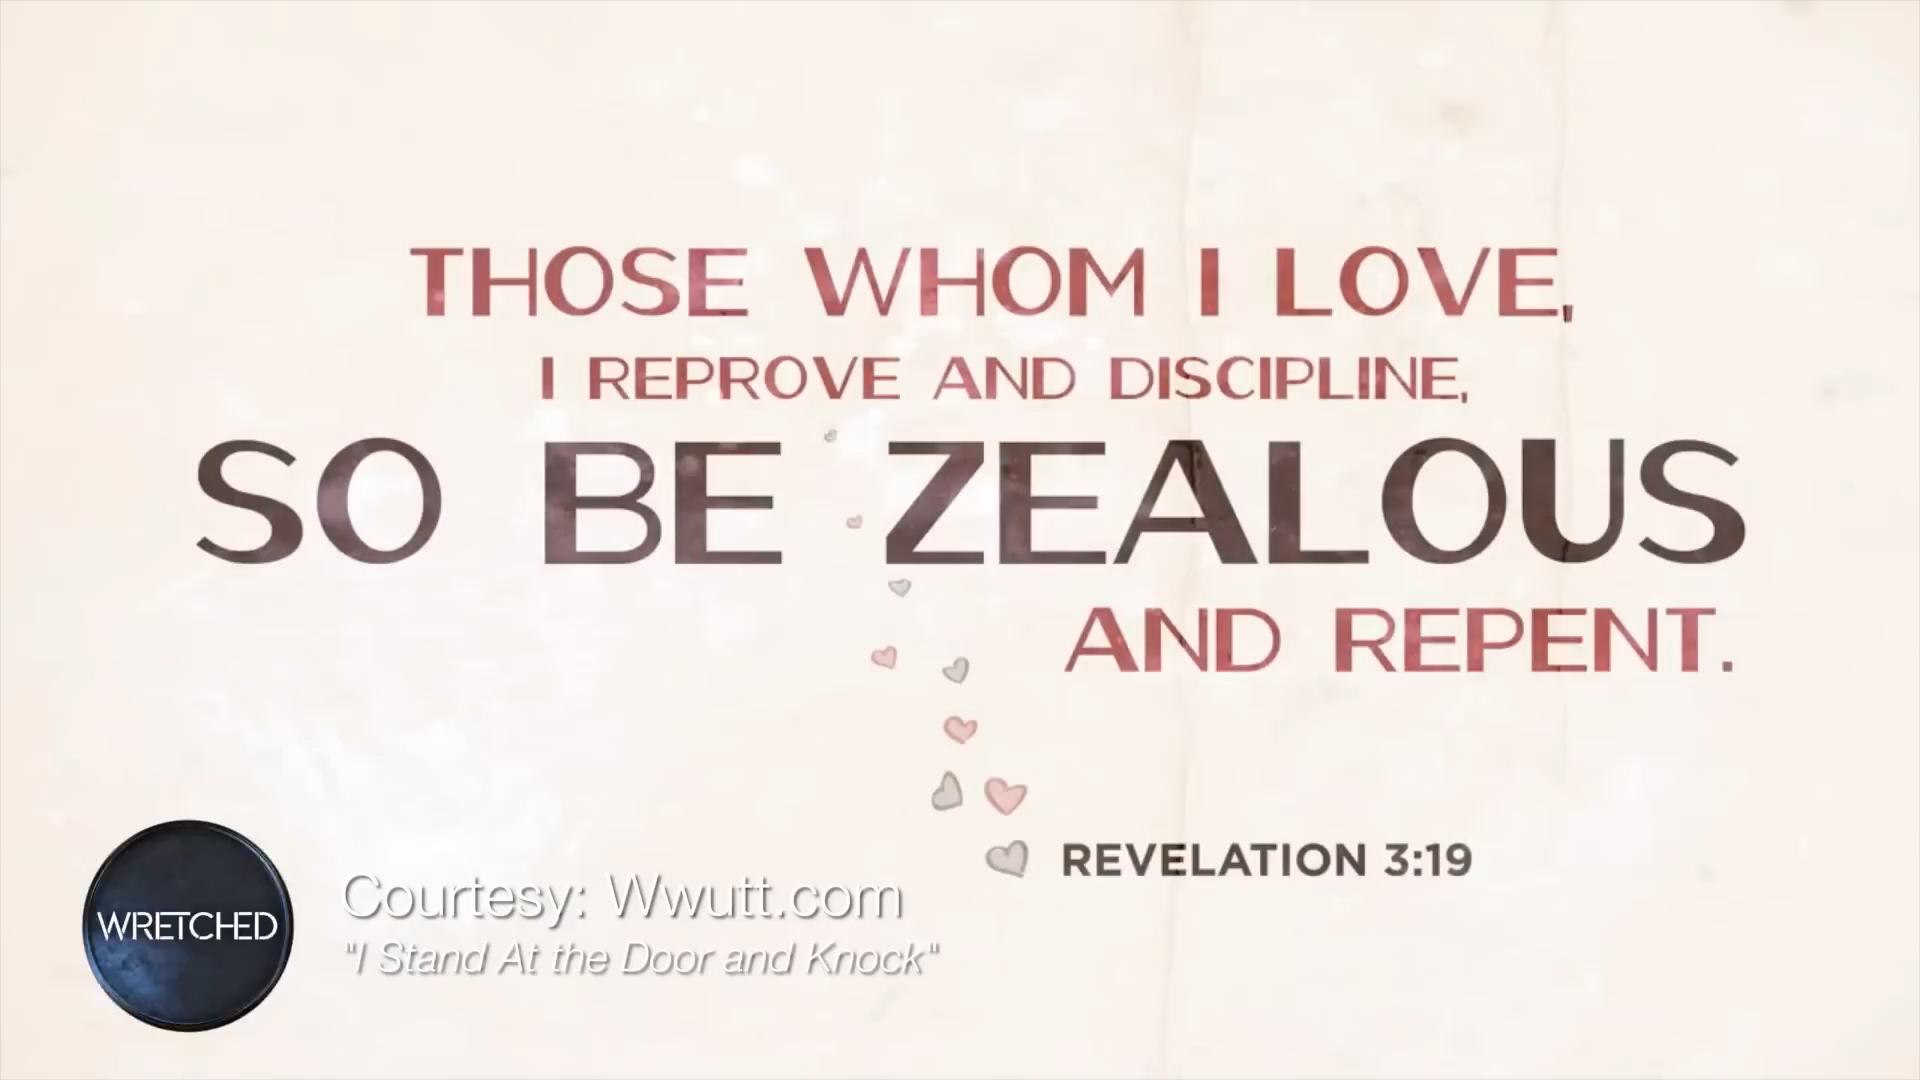 THOSE WHOM I LOVE,
I REPROVE AND DISCIPLINE,
SO BE ZEALOUS
AND REPENT.
REVELATION 3:19
WRETCHED
Courtesy: Wwutt.com
"I Stand At the Door and Knock"